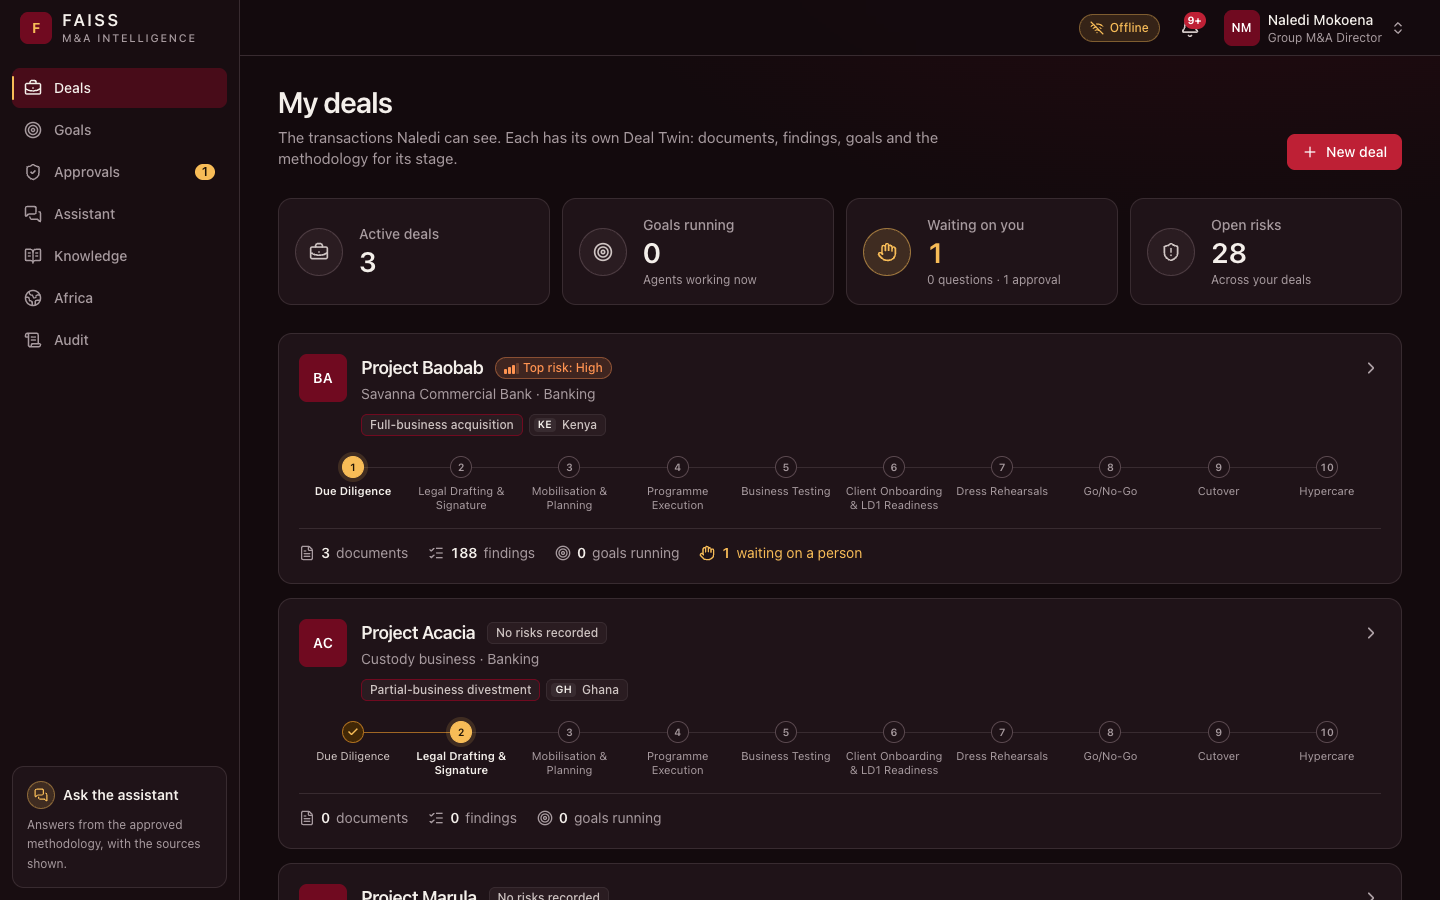 F
FAISS
M&A INTELLIGENCE
Deals
Goals
Approvals
1
Assistant
Knowledge
Africa
Audit
Ask the assistant
Answers from the approved
methodology, with the sources
shown.
Offline
9+
NM
Naledi Mokoena
Group M&A Director
My deals
The transactions Naledi can see. Each has its own Deal Twin: documents, findings, goals and the
methodology for its stage.
New deal
Active deals
3
Goals running
0
Agents working now
Waiting on you
1
0 questions · 1 approval
Open risks
28
Across your deals
BA
Project Baobab
Top risk: High
Savanna Commercial Bank · Banking
Full-business acquisition
KE Kenya
1 2 3 4 5 6 7 8 9 10
Due Diligence
Legal Drafting &
Signature
Mobilisation &
Planning
Programme
Execution
Business Testing
Client Onboarding
& LD1 Readiness
Dress Rehearsals
Go/No-Go
Cutover
Hypercare
3 documents 188 findings 0 goals running 1 waiting on a person
AC
Project Acacia
No risks recorded
Custody business · Banking
Partial-business divestment
GH Ghana
2 3 4 5 6 7 8 9 10
Due Diligence
Legal Drafting &
Signature
Mobilisation &
Planning
Programme
Execution
Business Testing
Client Onboarding
& LD1 Readiness
Dress Rehearsals
Go/No-Go
Cutover
Hypercare
0 documents 0 findings 0 goals running
Project Marula
No risks recorded